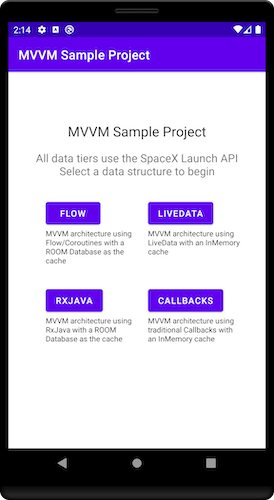 2:14
MVVM Sample Project
MVVM Sample Project
All data tiers use the SpaceX Launch API
Select a data structure to begin
FLOW
MVVM architecture using
Flow/Coroutines with a
ROOM Database as the
cache
LIVEDATA
MVVM architecture using
LiveData with an InMemory
cache
RXJAVA
MVVM architecture using
RxJava with a ROOM
Database as the cache
CALLBACKS
MVVM architecture using
traditional Callbacks with
an InMemory cache